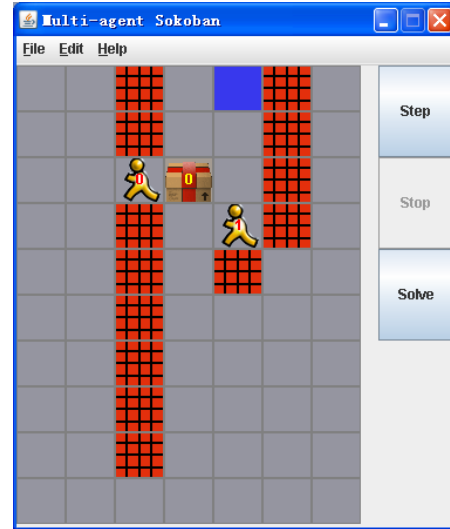 Multi-agent Sokoban
File Edit Help
Step
0 0
Stop
1
Solve